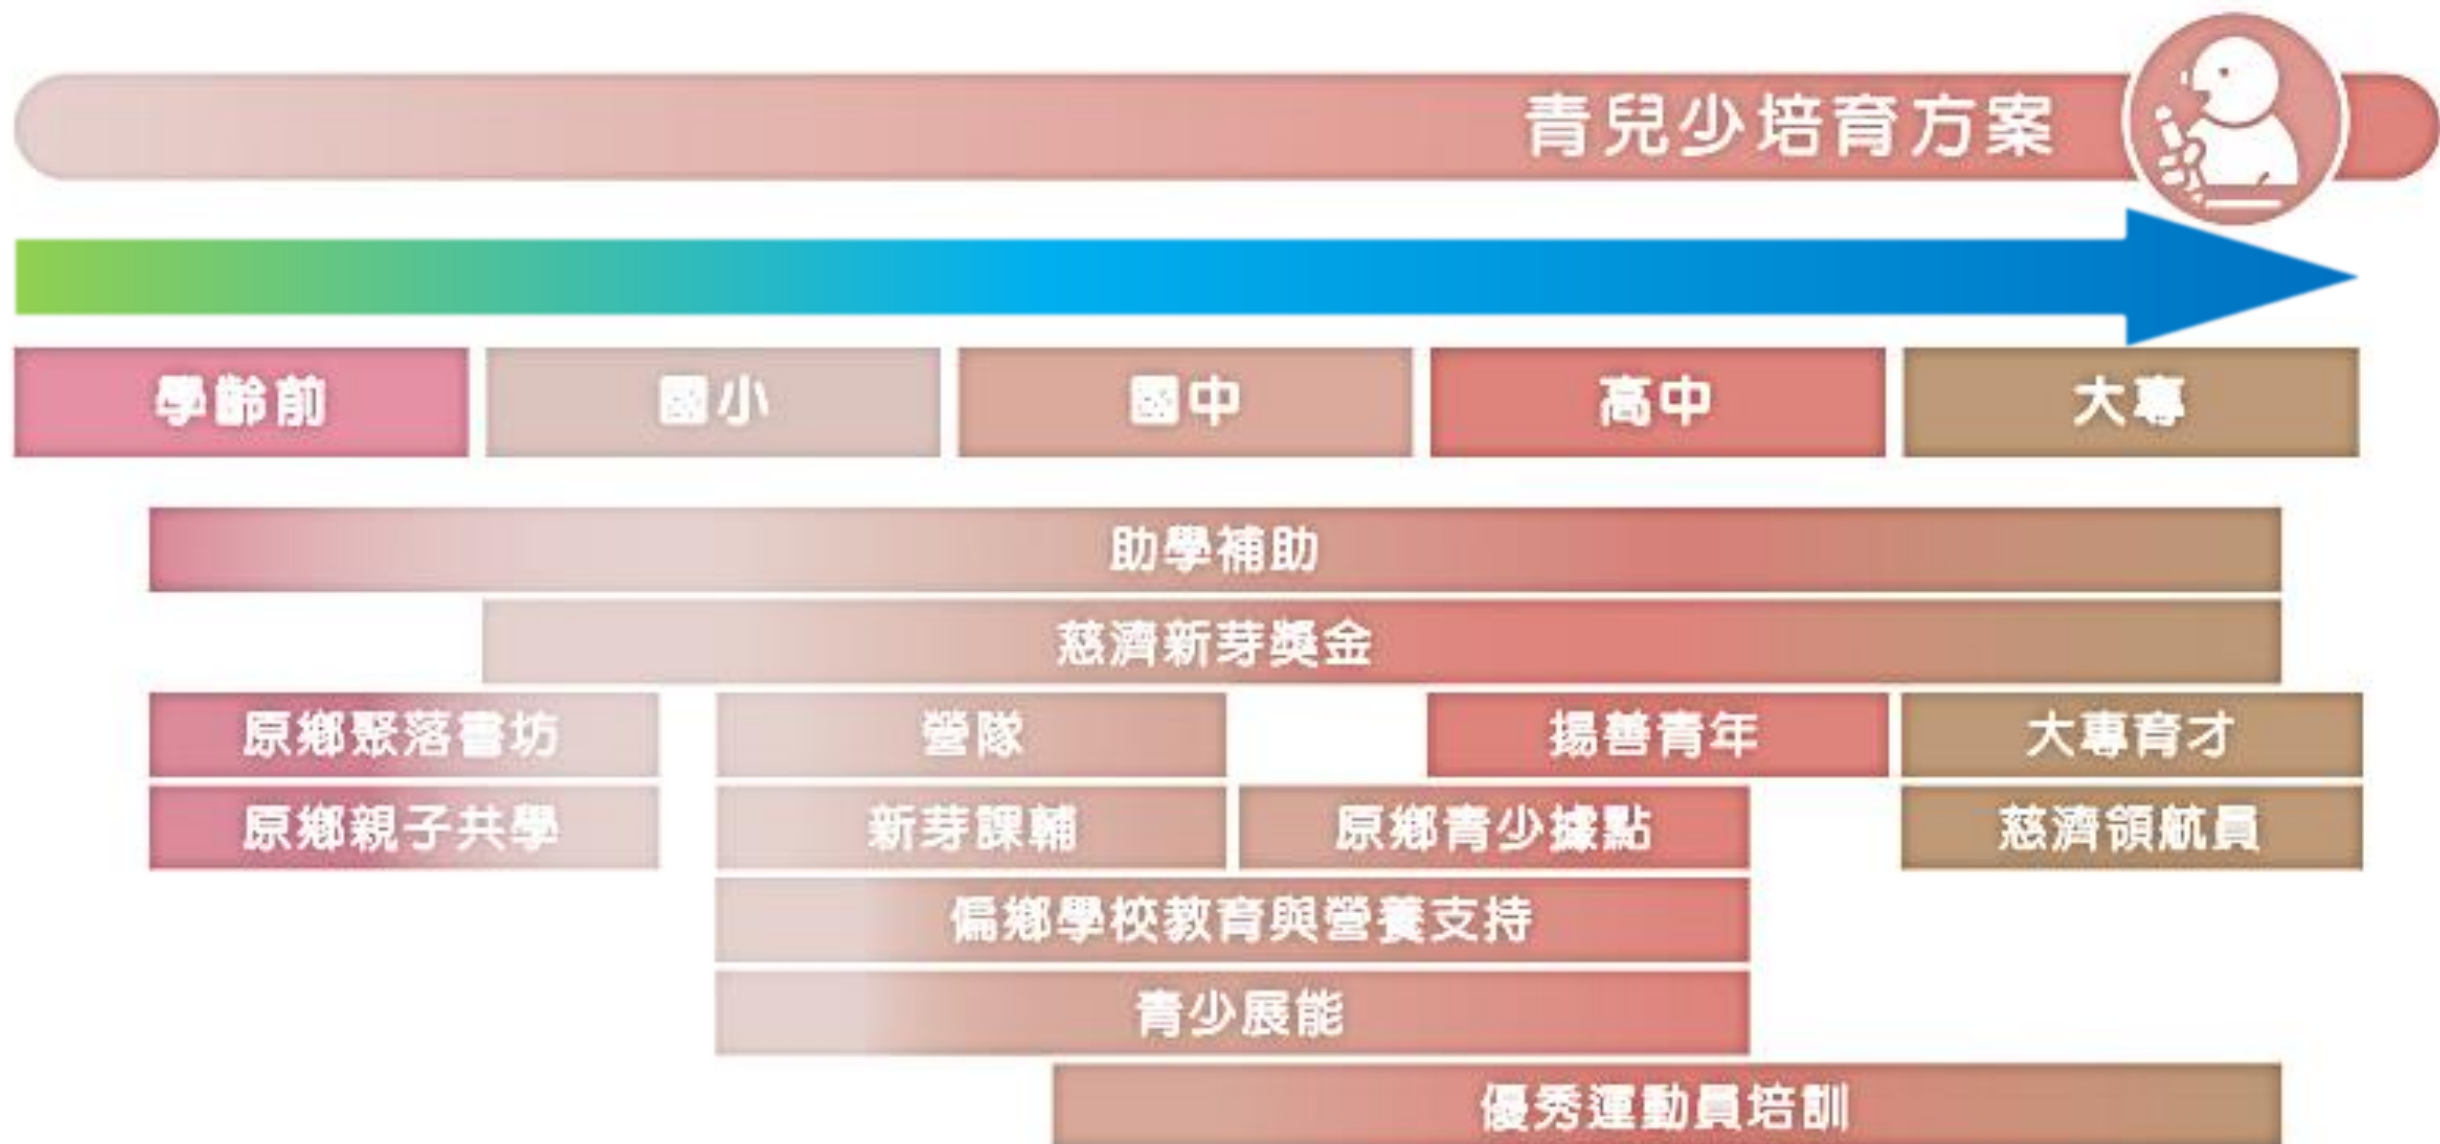 青兒少培育方案
學齡前 國小 國中 高中 大專
助學補助
慈濟新芽獎金
原鄉聚落書坊 營隊 揚善青年 大專育才
原鄉親子共學 新芽課輔 原鄉青少據點 慈濟領航員
偏鄉學校教育與營養支持
青少展能
優秀運動員培訓